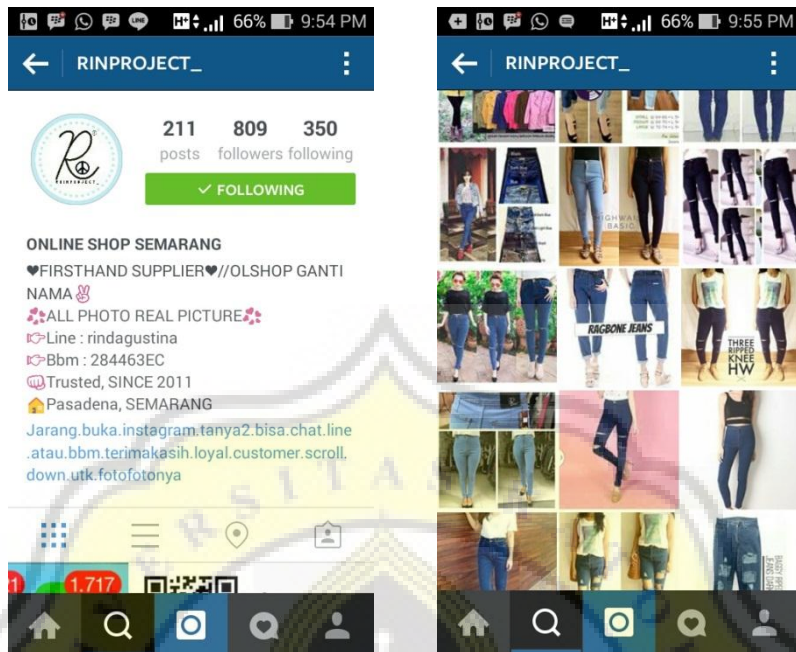 66% 9:54 PM
RINPROJECT_
R
RINPROJECT_
211 809 350
posts followers following
✓ FOLLOWING
ONLINE SHOP SEMARANG
♥FIRSTHAND SUPPLIER♥//OLSHOP GANTI
NAMA✌
ALL PHOTO REAL PICTURE
Line : rindagustina
Bbm : 284463EC
Trusted, SINCE 2011
Pasadena, SEMARANG
Jarang.buka.instagram.tanya2.bisa.chat.line
.atau.bbm.terimakasih.loyal.customer.scroll.
down.utk.fotofotonya
1,717
66% 9:55 PM
RINPROJECT_
HIGHWAIST
BASIC
RAGBONE JEANS
THREE
RIPPED
KNEE
HW